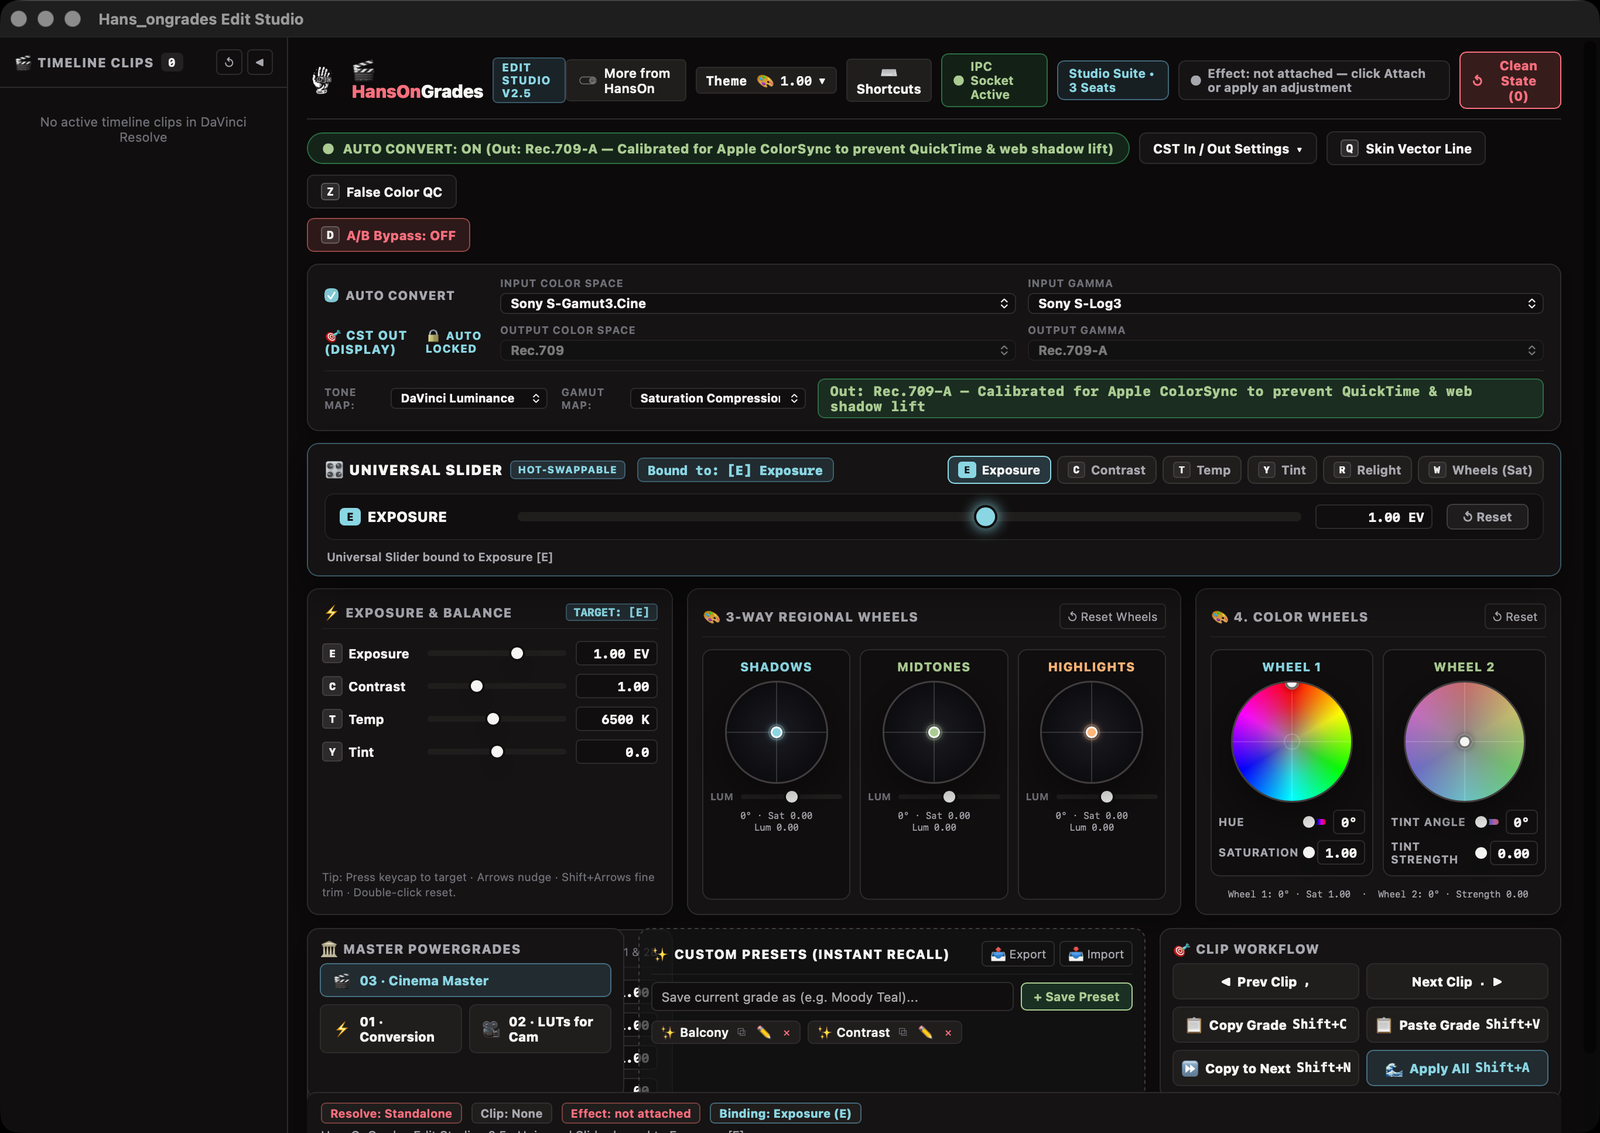 Hans_ongrades Edit Studio
TIMELINE CLIPS 0
No active timeline clips in DaVinci
Resolve
HansOnGrades
EDIT
STUDIO
V2.5
More from
HansOn
Theme 1.00
Shortcuts
IPC
Socket
Active
Studio Suite •
3 Seats
Effect: not attached — click Attach
or apply an adjustment
Clean
State
(0)
AUTO CONVERT: ON (Out: Rec.709-A — Calibrated for Apple ColorSync to prevent QuickTime & web shadow lift)
CST In / Out Settings
Q Skin Vector Line
Z False Color QC
D A/B Bypass: OFF
AUTO CONVERT
INPUT COLOR SPACE
Sony S-Gamut3.Cine
INPUT GAMMA
Sony S-Log3
CST OUT
(DISPLAY)
AUTO
LOCKED
OUTPUT COLOR SPACE
Rec.709
OUTPUT GAMMA
Rec.709-A
TONE
MAP:
DaVinci Luminance
GAMUT
MAP:
Saturation Compression
Out: Rec.709-A — Calibrated for Apple ColorSync to prevent QuickTime & web
shadow lift
UNIVERSAL SLIDER
HOT-SWAPPABLE
Bound to: [E] Exposure
E Exposure
C Contrast
T Temp
Y Tint
R Relight
W Wheels (Sat)
E EXPOSURE
1.00 EV
Reset
Universal Slider bound to Exposure [E]
EXPOSURE & BALANCE
TARGET: [E]
E Exposure 1.00 EV
C Contrast 1.00
T Temp 6500 K
Y Tint 0.0
Tip: Press keycap to target · Arrows nudge · Shift+Arrows fine
trim · Double-click reset.
3-WAY REGIONAL WHEELS
Reset Wheels
SHADOWS
LUM
0° · Sat 0.00
Lum 0.00
MIDTONES
LUM
0° · Sat 0.00
Lum 0.00
HIGHLIGHTS
LUM
0° · Sat 0.00
Lum 0.00
4. COLOR WHEELS
Reset
WHEEL 1
HUE 0°
SATURATION 1.00
WHEEL 2
TINT ANGLE 0°
TINT
STRENGTH 0.00
Wheel 1: 0° · Sat 1.00 · Wheel 2: 0° · Strength 0.00
MASTER POWERGRADES
03 · Cinema Master
01 ·
Conversion
02 · LUTs for
Cam
CUSTOM PRESETS (INSTANT RECALL)
Export
Import
Save current grade as (e.g. Moody Teal)...
+ Save Preset
Balcony
Contrast
CLIP WORKFLOW
Prev Clip ,
Next Clip .
Copy Grade Shift+C
Paste Grade Shift+V
Copy to Next Shift+N
Apply All Shift+A
Resolve: Standalone
Clip: None
Effect: not attached
Binding: Exposure (E)